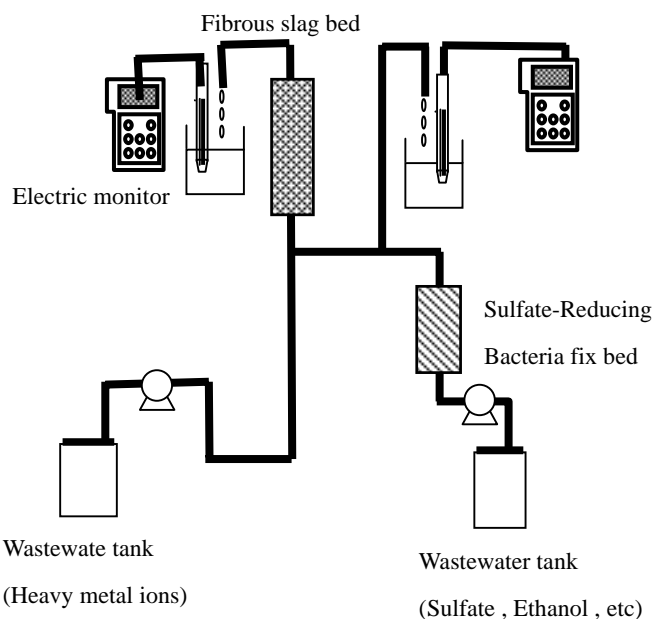 Fibrous slag bed
Electric monitor
Sulfate-Reducing
Bacteria fix bed
Wastewate tank
(Heavy metal ions)
Wastewater tank
(Sulfate , Ethanol , etc)